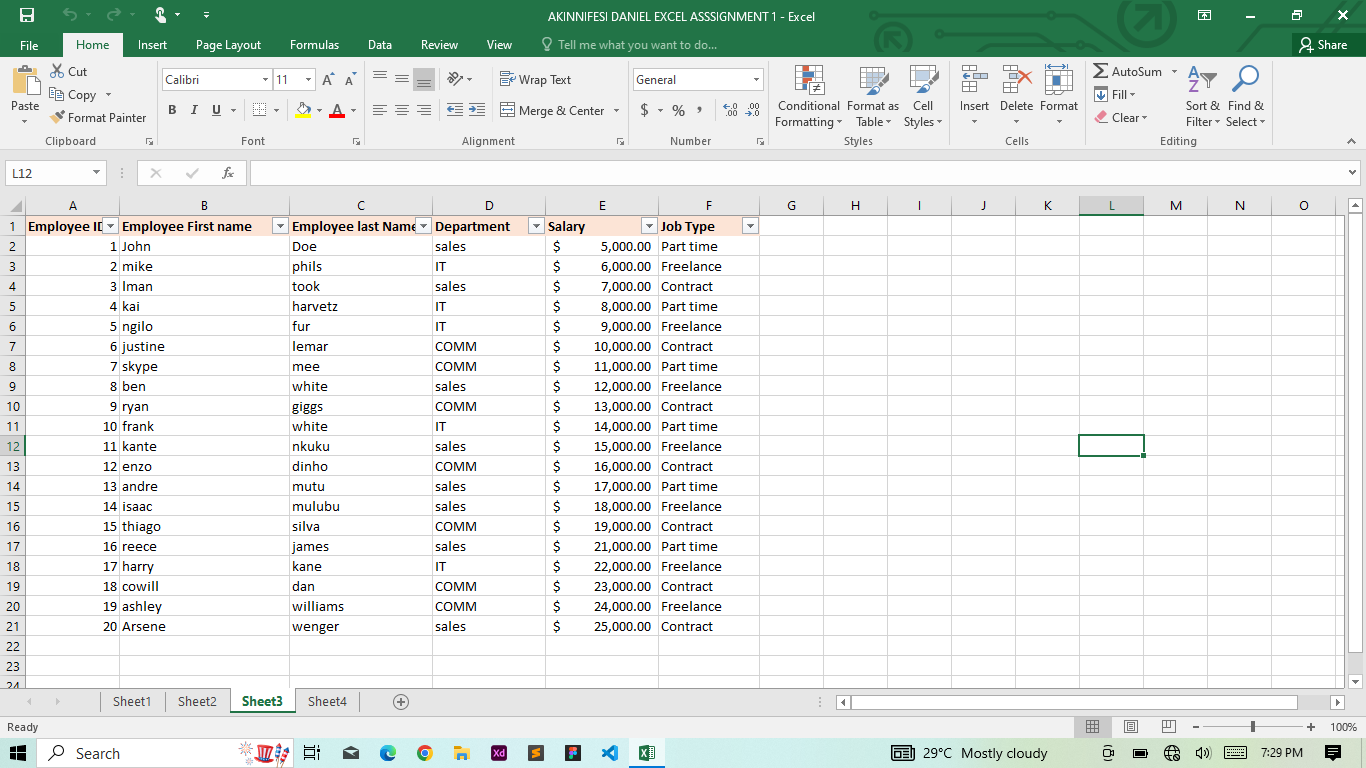 AKINNIFESI DANIEL EXCEL ASSSIGNMENT 1 - Excel
File Home Insert Page Layout Formulas Data Review View Tell me what you want to do... Share
Paste Cut Copy Format Painter
Clipboard
Calibri 11
B I U A
Font
Wrap Text
Merge & Center
Alignment
General
$ % ,
Number
Conditional Formatting Format as Table Cell Styles
Styles
Insert Delete Format
Cells
AutoSum Fill Clear Sort & Filter Find & Select
Editing
L12 fx
A B C D E F G H I J K L M N O
1 Employee ID Employee First name Employee last Name Department Salary Job Type
2 1 John Doe sales $ 5,000.00 Part time
3 2 mike phils IT $ 6,000.00 Freelance
4 3 Iman took sales $ 7,000.00 Contract
5 4 kai harvetz IT $ 8,000.00 Part time
6 5 ngilo fur IT $ 9,000.00 Freelance
7 6 justine lemar COMM $ 10,000.00 Contract
8 7 skype mee COMM $ 11,000.00 Part time
9 8 ben white sales $ 12,000.00 Freelance
10 9 ryan giggs COMM $ 13,000.00 Contract
11 10 frank white IT $ 14,000.00 Part time
12 11 kante nkuku sales $ 15,000.00 Freelance
13 12 enzo dinho COMM $ 16,000.00 Contract
14 13 andre mutu sales $ 17,000.00 Part time
15 14 isaac mulubu sales $ 18,000.00 Freelance
16 15 thiago silva COMM $ 19,000.00 Contract
17 16 reece james sales $ 21,000.00 Part time
18 17 harry kane IT $ 22,000.00 Freelance
19 18 cowill dan COMM $ 23,000.00 Contract
20 19 ashley williams COMM $ 24,000.00 Freelance
21 20 Arsene wenger sales $ 25,000.00 Contract
22
23
24
Sheet1 Sheet2 Sheet3 Sheet4
Ready 100%
Search 29°C Mostly cloudy 7:29 PM